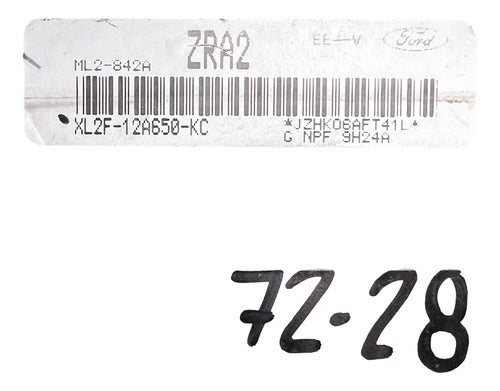 ZRA2 EE-V Ford
ML2-842A
XL2F-12A650-KC *JZHK06AFT41L*
G NPF 9H24A
72-28